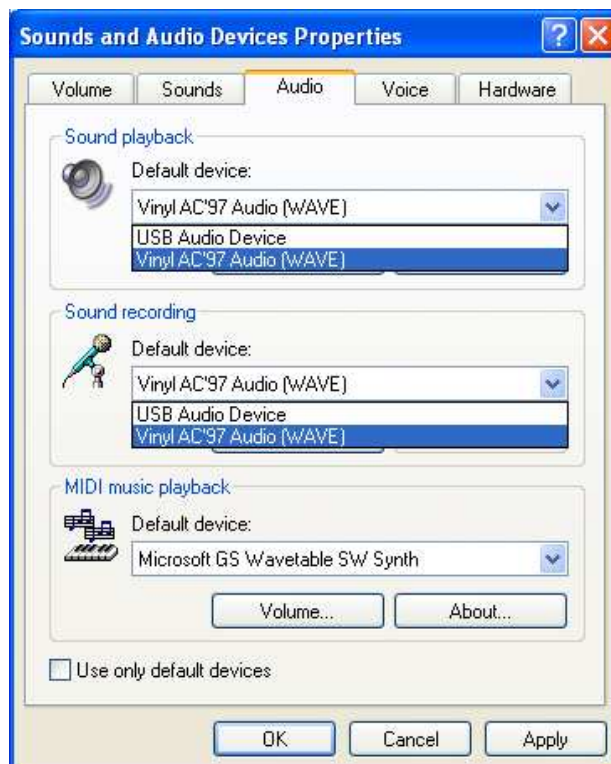 Sounds and Audio Devices Properties
Volume Sounds Audio Voice Hardware
Sound playback
Default device:
Vinyl AC'97 Audio (WAVE)
USB Audio Device
Vinyl AC'97 Audio (WAVE)
Sound recording
Default device:
Vinyl AC'97 Audio (WAVE)
USB Audio Device
Vinyl AC'97 Audio (WAVE)
MIDI music playback
Default device:
Microsoft GS Wavetable SW Synth
Volume... About...
Use only default devices
OK Cancel Apply